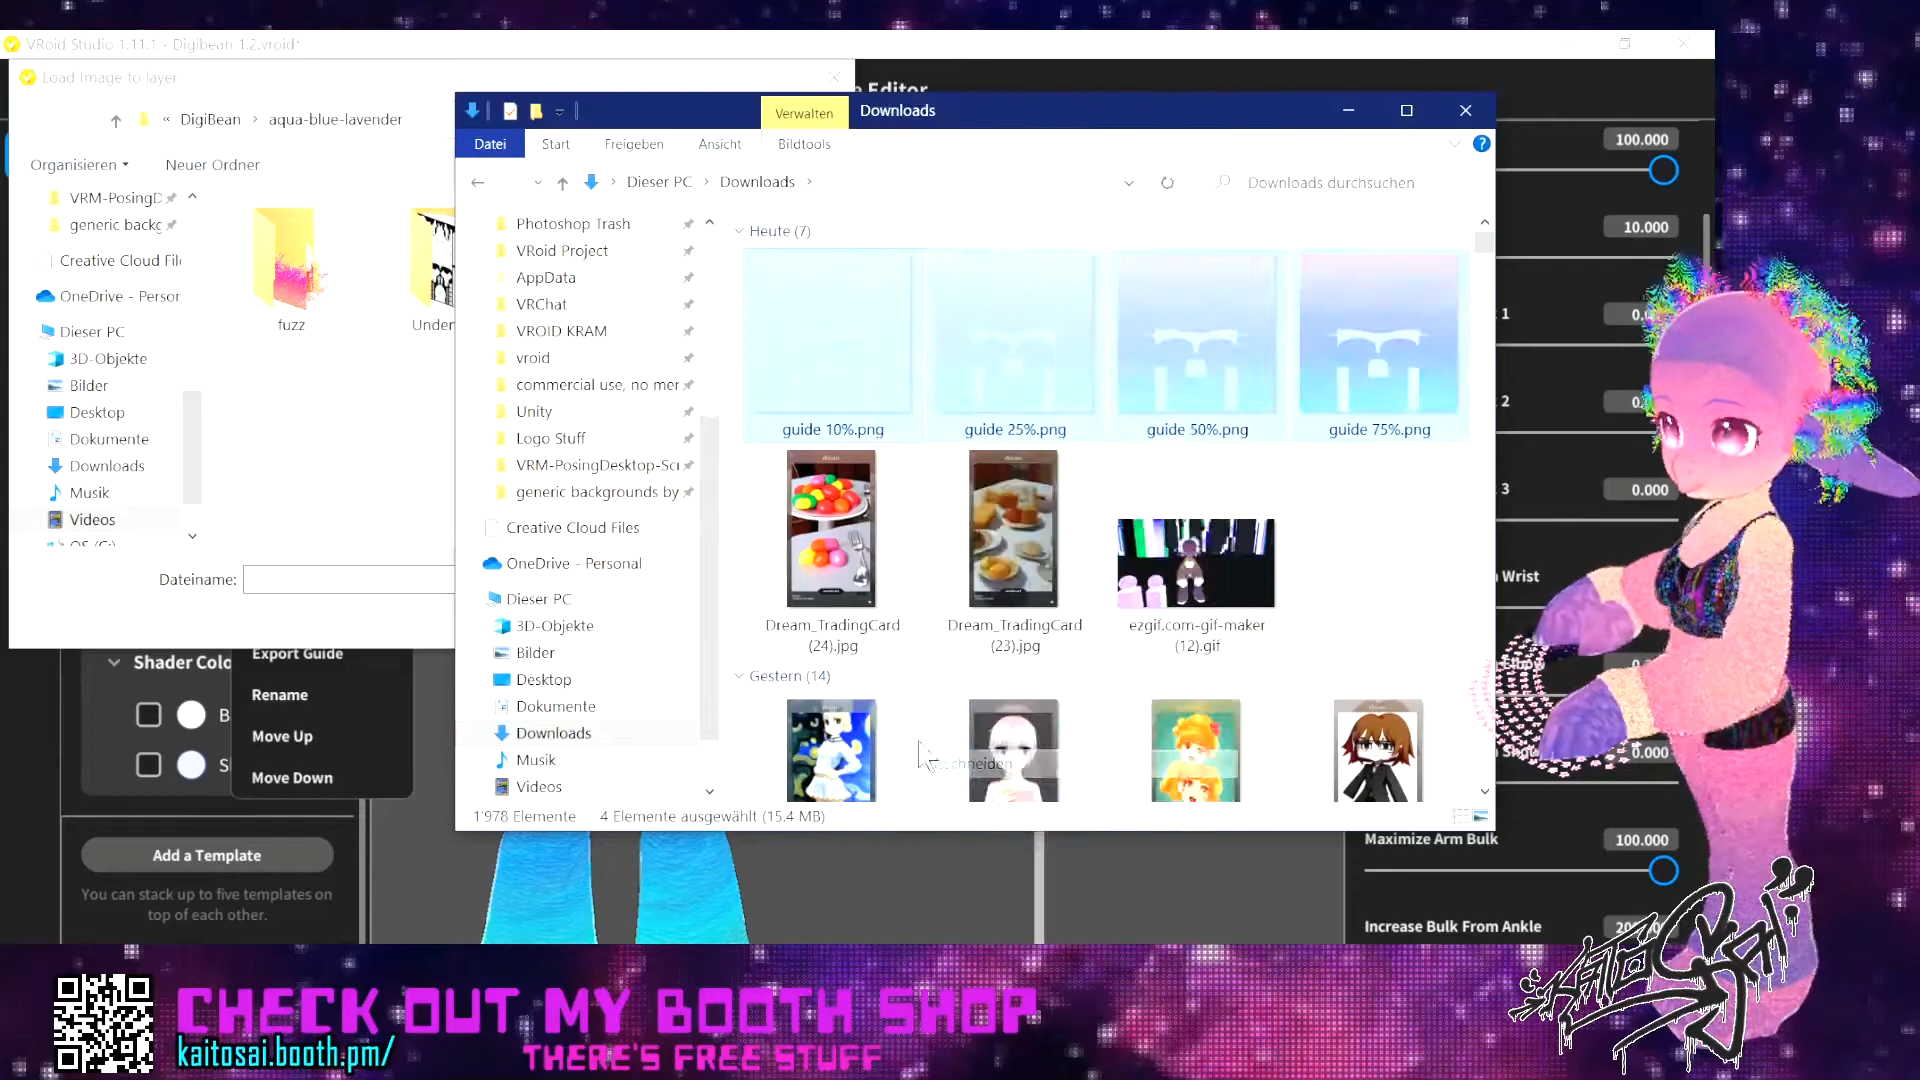 VRoid Studio 1.11.1 - Digibean 1.2.vroid*
Load Image to layer
Editor
« DigiBean > aqua-blue-lavender
Organisieren
Neuer Ordner
VRM-PosingD
generic backg
Creative Cloud Fil
OneDrive - Person
Dieser PC
3D-Objekte
Bilder
Desktop
Dokumente
Downloads
Musik
Videos
OS (C:)
fuzz
Under
Dateiname:
Verwalten
Downloads
Datei
Start
Freigeben
Ansicht
Bildtools
Dieser PC > Downloads >
Downloads durchsuchen
Photoshop Trash
VRoid Project
AppData
VRChat
VROID KRAM
vroid
commercial use, no mer
Unity
Logo Stuff
VRM-PosingDesktop-Scr
generic backgrounds by
Creative Cloud Files
OneDrive - Personal
Dieser PC
3D-Objekte
Bilder
Desktop
Dokumente
Downloads
Musik
Videos
Heute (7)
guide 10%.png
guide 25%.png
guide 50%.png
guide 75%.png
Dream_TradingCard
(24).jpg
Dream_TradingCard
(23).jpg
ezgif.com-gif-maker
(12).gif
Gestern (14)
1'978 Elemente
4 Elemente ausgewählt (15.4 MB)
100.000
10.000
1
2
3
0.000
Wrist
0.000
Maximize Arm Bulk
100.000
Increase Bulk From Ankle
Shader Colo
Export Guide
Rename
Move Up
Move Down
Add a Template
You can stack up to five templates on
top of each other.
CHECK OUT MY BOOTH SHOP
kaitosai.booth.pm/
THERE'S FREE STUFF
KAITOSAI